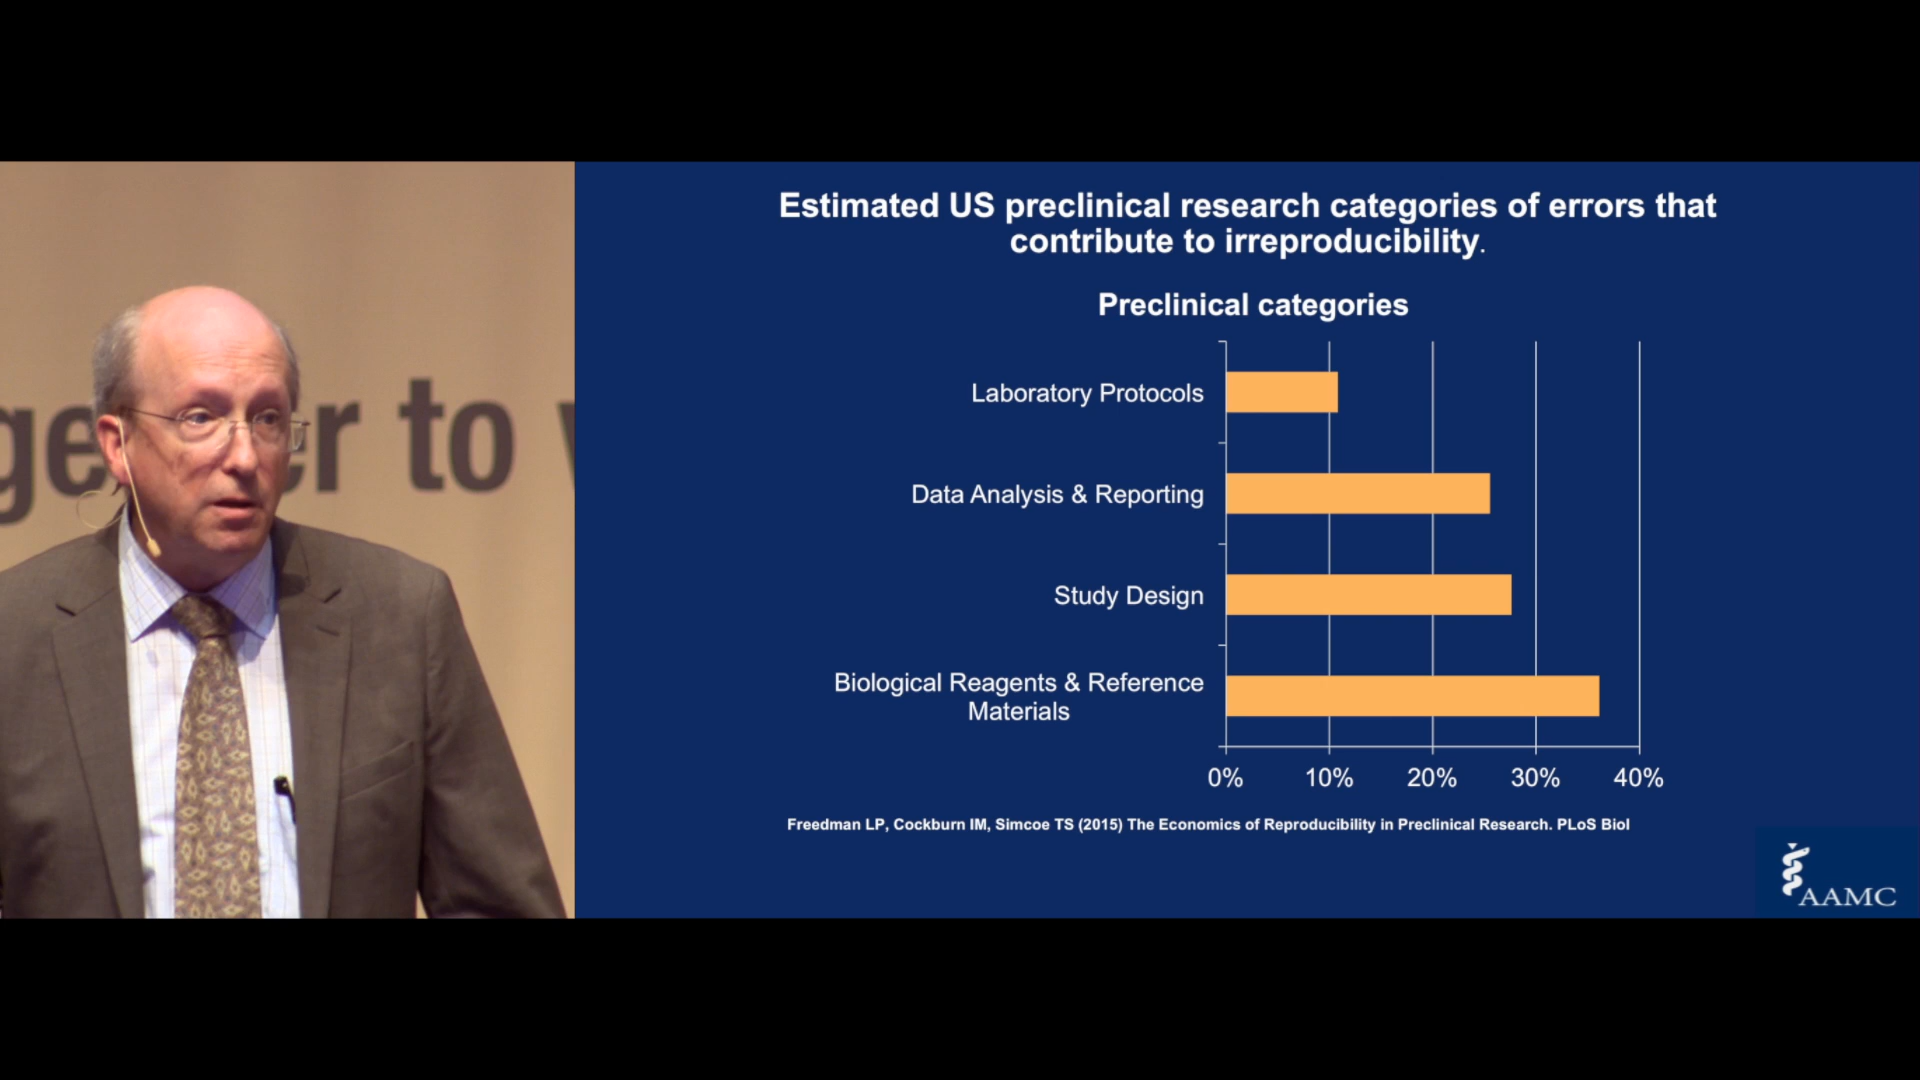 er to
Estimated US preclinical research categories of errors that
contribute to irreproducibility.
Preclinical categories
Laboratory Protocols
Data Analysis & Reporting
Study Design
Biological Reagents & Reference
Materials
0% 10% 20% 30% 40%
Freedman LP, Cockburn IM, Simcoe TS (2015) The Economics of Reproducibility in Preclinical Research. PLoS Biol
AAMC